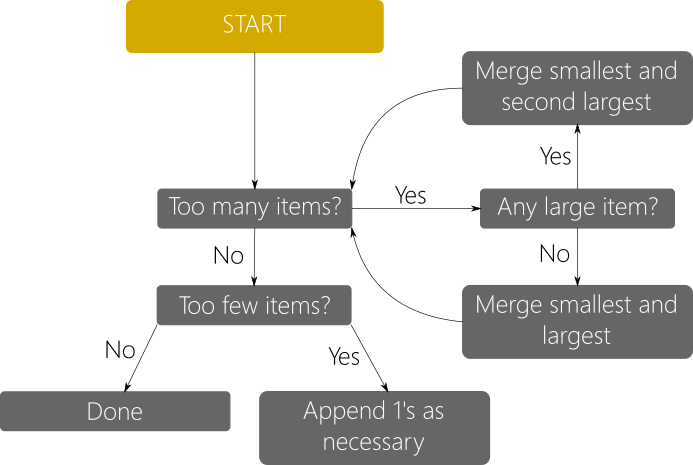 START
Merge smallest and
second largest
Yes
Too many items?
Yes
Any large item?
No
No
Too few items?
Merge smallest and
largest
No
Yes
Done
Append 1's as
necessary